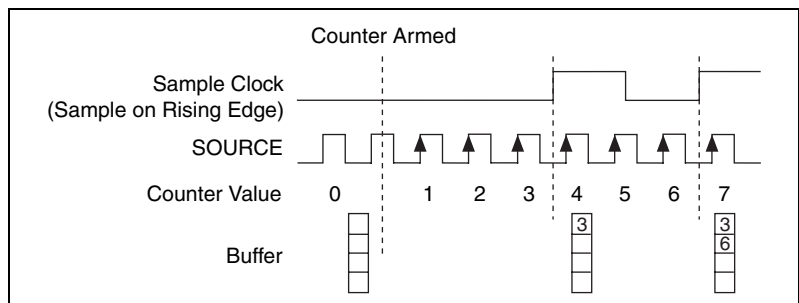 Counter Armed
Sample Clock
(Sample on Rising Edge)
SOURCE
Counter Value 0 1 2 3 4 5 6 7
Buffer 3 3
6